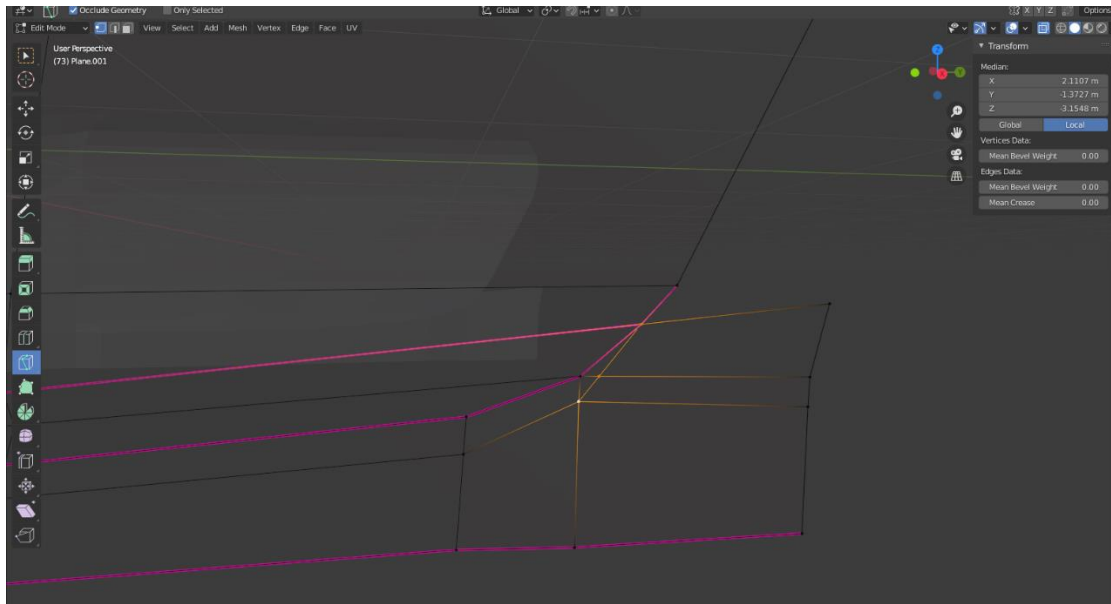 Occlude Geometry Only Selected Global X Y Z Options
Edit Mode View Select Add Mesh Vertex Edge Face UV
User Perspective
(73) Plane.001
Z
Transform
Median:
X 2.1107 m
Y -1.3727 m
Z -3.1548 m
Global Local
Vertices Data:
Mean Bevel Weight 0.00
Edges Data:
Mean Bevel Weight 0.00
Mean Crease 0.00